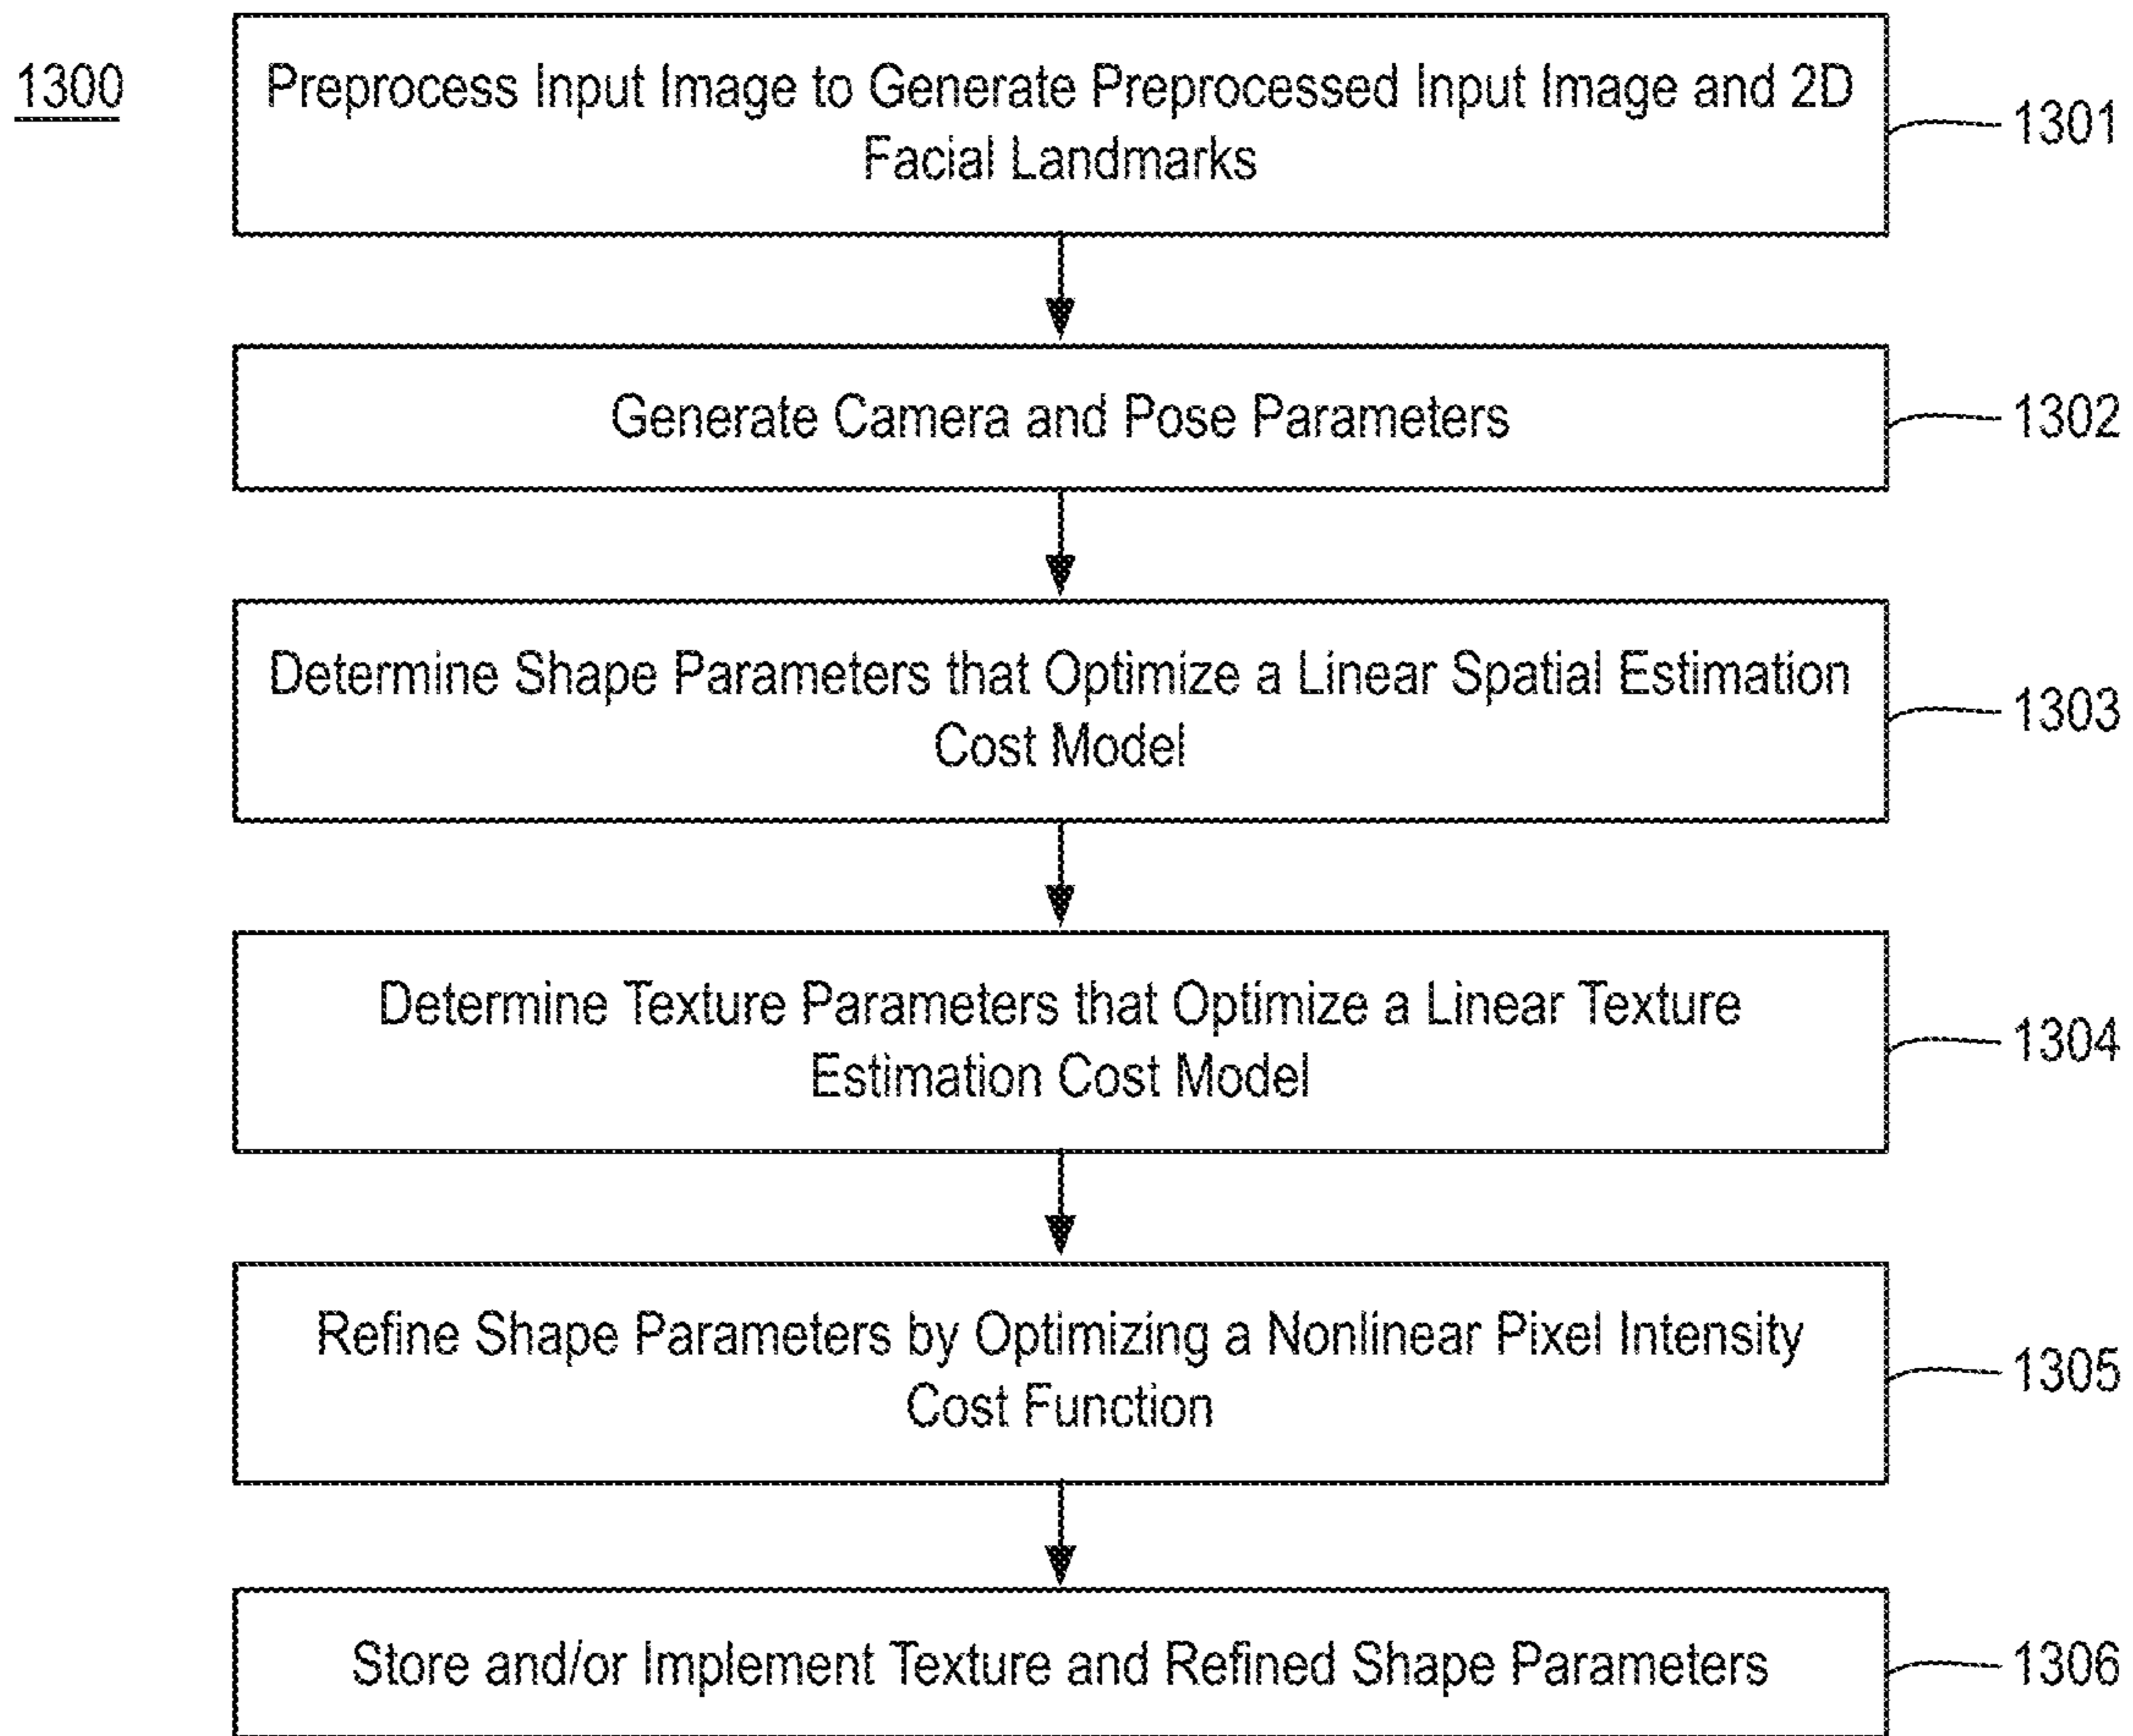 1300
Preprocess Input Image to Generate Preprocessed Input Image and 2D
Facial Landmarks
1301
Generate Camera and Pose Parameters
1302
Determine Shape Parameters that Optimize a Linear Spatial Estimation
Cost Model
1303
Determine Texture Parameters that Optimize a Linear Texture
Estimation Cost Model
1304
Refine Shape Parameters by Optimizing a Nonlinear Pixel Intensity
Cost Function
1305
Store and/or Implement Texture and Refined Shape Parameters
1306